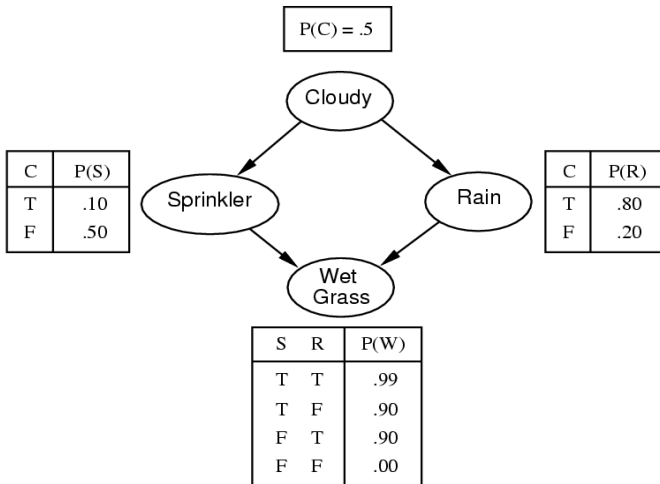 P(C) = .5
Cloudy
C P(S)
T .10
F .50
Sprinkler
Rain
C P(R)
T .80
F .20
Wet
Grass
S R P(W)
T T .99
T F .90
F T .90
F F .00